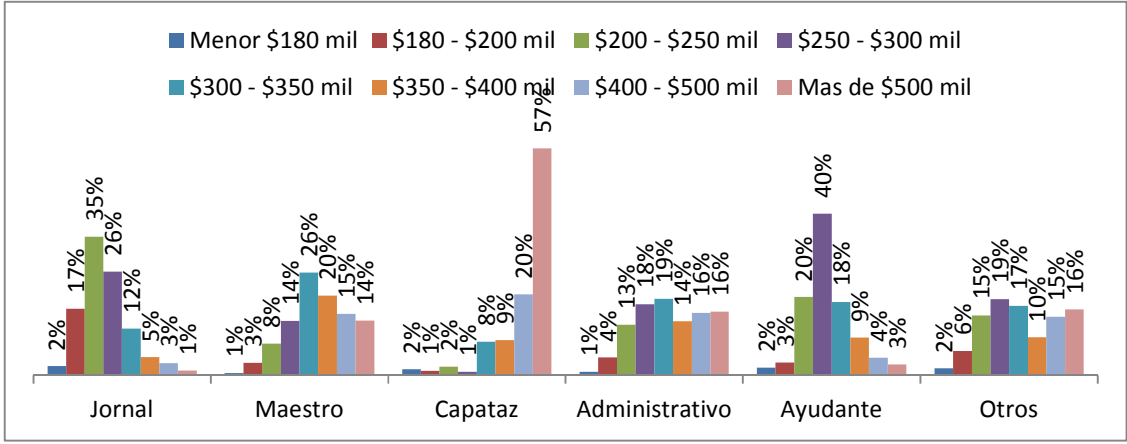 Menor $180 mil $180 - $200 mil $200 - $250 mil $250 - $300 mil
$300 - $350 mil $350 - $400 mil $400 - $500 mil Mas de $500 mil
2% 17% 35% 26% 12% 5% 3% 1%
1% 3% 8% 14% 26% 20% 15% 14%
2% 1% 2% 1% 8% 9% 20% 57%
1% 4% 13% 18% 19% 14% 16% 16%
2% 3% 20% 40% 18% 9% 4% 3%
2% 6% 15% 19% 17% 10% 15% 16%
Jornal Maestro Capataz Administrativo Ayudante Otros